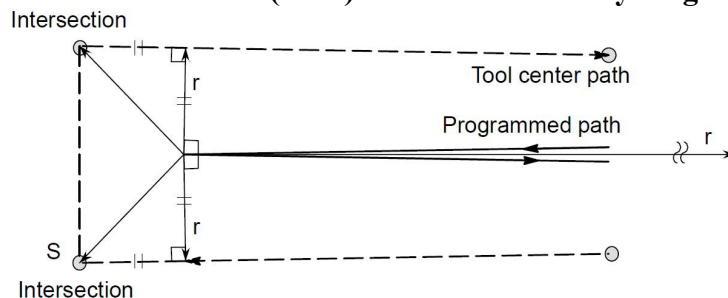 Intersection
r
Tool center path
Programmed path
r
r
S
Intersection